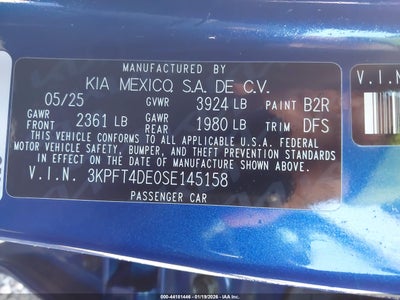 MANUFACTURED BY
KIA MEXICO, S.A. DE C.V.
05/25 GVWR 3924 LB PAINT B2R
GAWR FRONT 2361 LB GAWR REAR 1980 LB TRIM DFS
THIS VEHICLE CONFORMS TO ALL APPLICABLE U.S.A. FEDERAL
MOTOR VEHICLE SAFETY, BUMPER, AND THEFT PREVENTION STANDARDS
IN EFFECT ON THE DATE OF MANUFACTURE SHOWN ABOVE.
V.I.N. 3KPFT4DE0SE145158
PASSENGER CAR
V.I.N
000-44181446 - 01/19/2026 - IAA Inc.